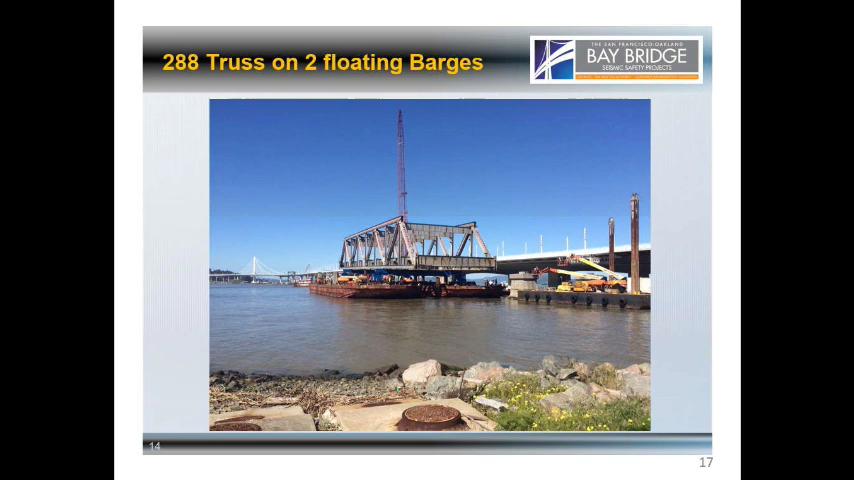 288 Truss on 2 floating Barges
THE SAN FRANCISCO-OAKLAND
BAY BRIDGE
SEISMIC SAFETY PROJECTS
14
17